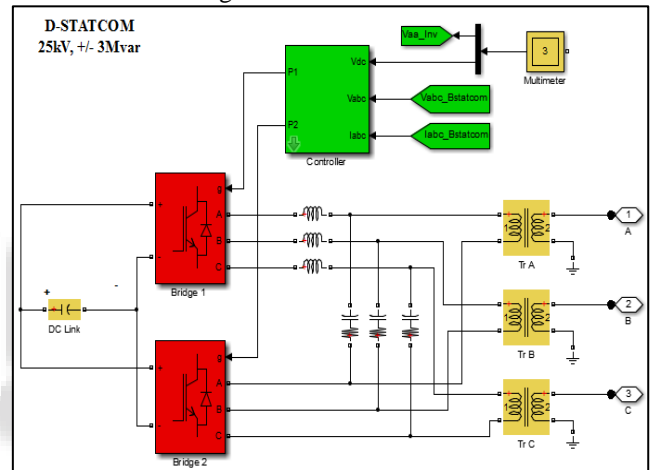 D-STATCOM
25kV, +/- 3Mvar
Vaa_Inv
3
Multimeter
Vdc
P1
Vabc
Vabc_Bstatcom
P2
Iabc
Iabc_Bstatcom
Controller
g
+
A
B
-
C
Bridge 1
1 2
Tr A
1
A
+ -
DC Link
1 2
Tr B
2
B
g
+
A
B
-
C
Bridge 2
1 2
Tr C
3
C